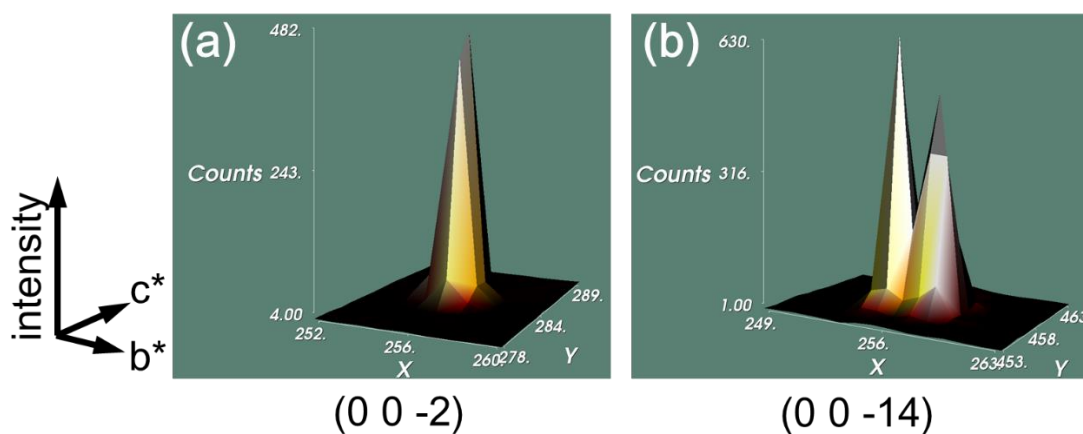 intensity
c*
b*
(a)
482.
Counts
243.
4.00
252.
256.
260.
X
278.
284.
289.
Y
(0 0 -2)
(b)
630.
Counts
316.
1.00
249.
256.
263.
X
453.
458.
463
Y
(0 0 -14)